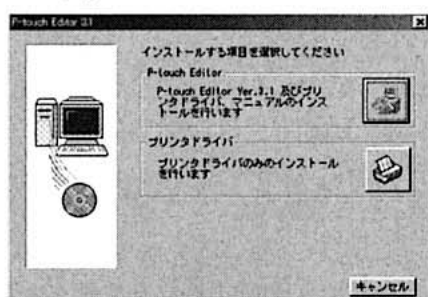 P-touch Editor 3.1
インストールする項目を選択してください
P-touch Editor
P-touch Editor Ver.3.1 及びプリ
ンタドライバ、マニュアルのインス
トールを行います
プリンタドライバ
プリンタドライバのみのインストール
を行います
キャンセル